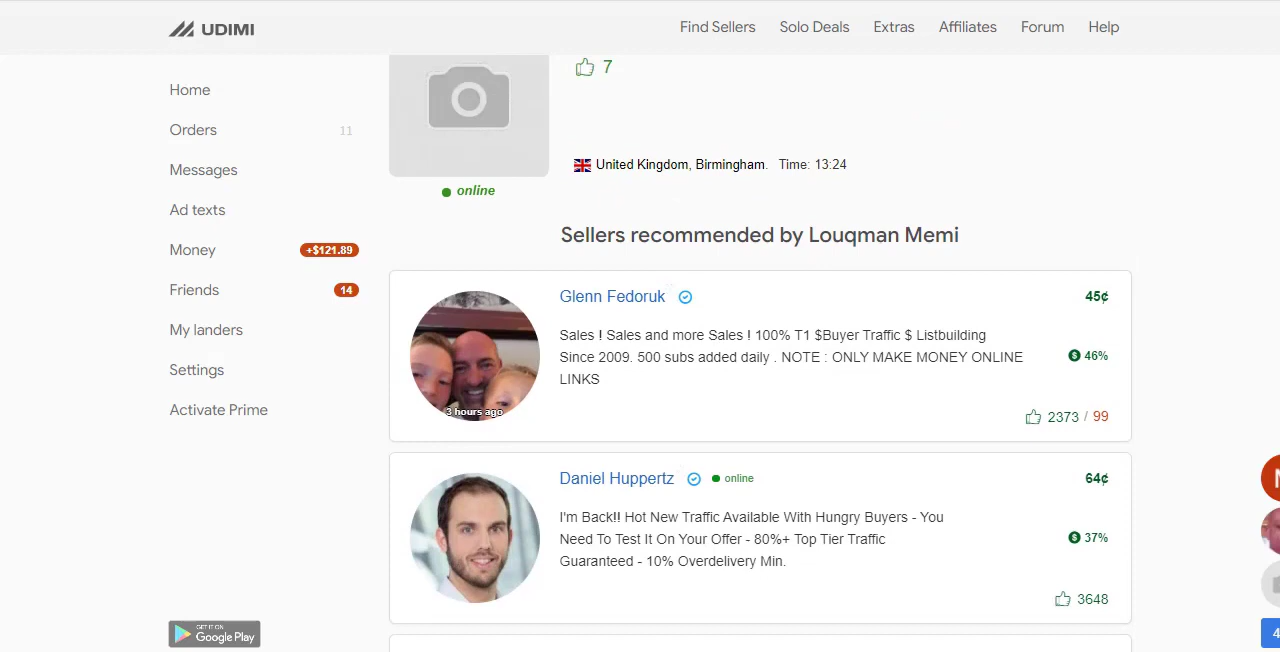 UDIMI
Find Sellers
Solo Deals
Extras
Affiliates
Forum
Help
Home
Orders 11
Messages
Ad texts
Money +$121.89
Friends 14
My landers
Settings
Activate Prime
GET IT ON
Google Play
7
United Kingdom, Birmingham. Time: 13:24
online
Sellers recommended by Louqman Memi
Glenn Fedoruk
45¢
Sales ! Sales and more Sales ! 100% T1 $Buyer Traffic $ Listbuilding
Since 2009. 500 subs added daily . NOTE : ONLY MAKE MONEY ONLINE
LINKS
$ 46%
3 hours ago
2373 / 99
Daniel Huppertz
online
64¢
I'm Back!! Hot New Traffic Available With Hungry Buyers - You
Need To Test It On Your Offer - 80%+ Top Tier Traffic
Guaranteed - 10% Overdelivery Min.
$ 37%
3648
4